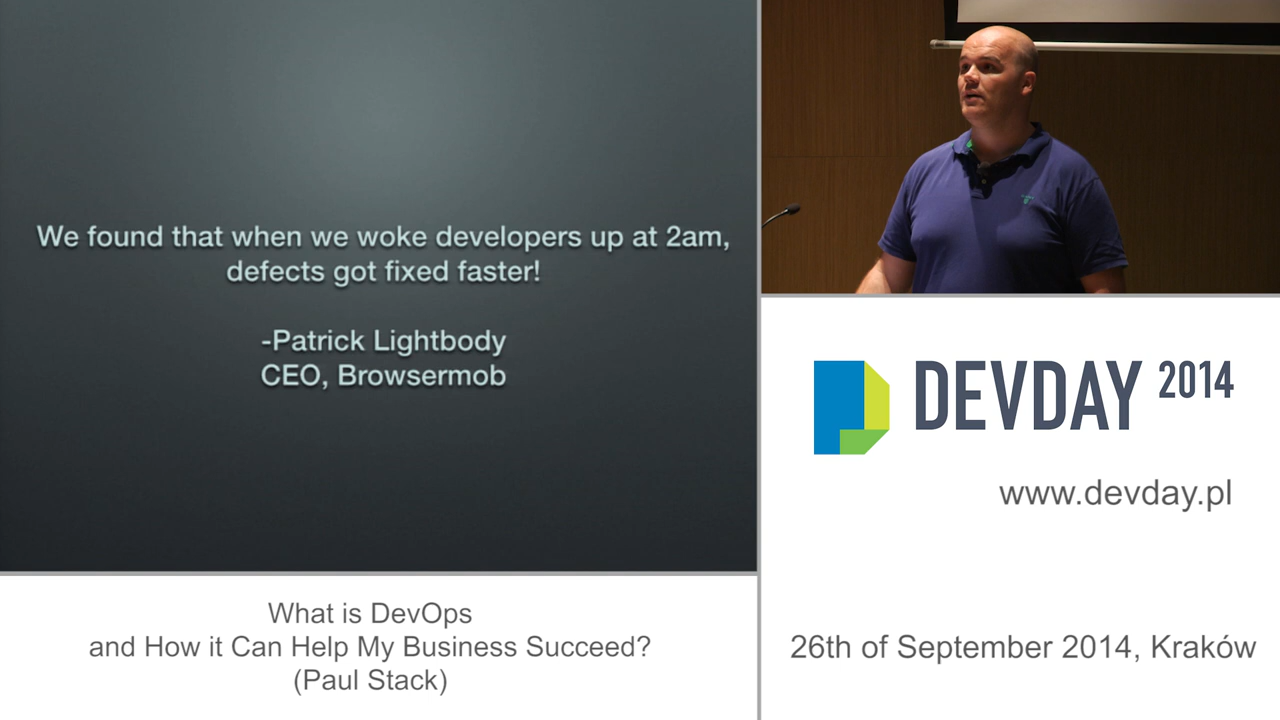 We found that when we woke developers up at 2am,
defects got fixed faster!
-Patrick Lightbody
CEO, Browsermob
DEVDAY 2014
www.devday.pl
What is DevOps
and How it Can Help My Business Succeed?
(Paul Stack)
26th of September 2014, Kraków